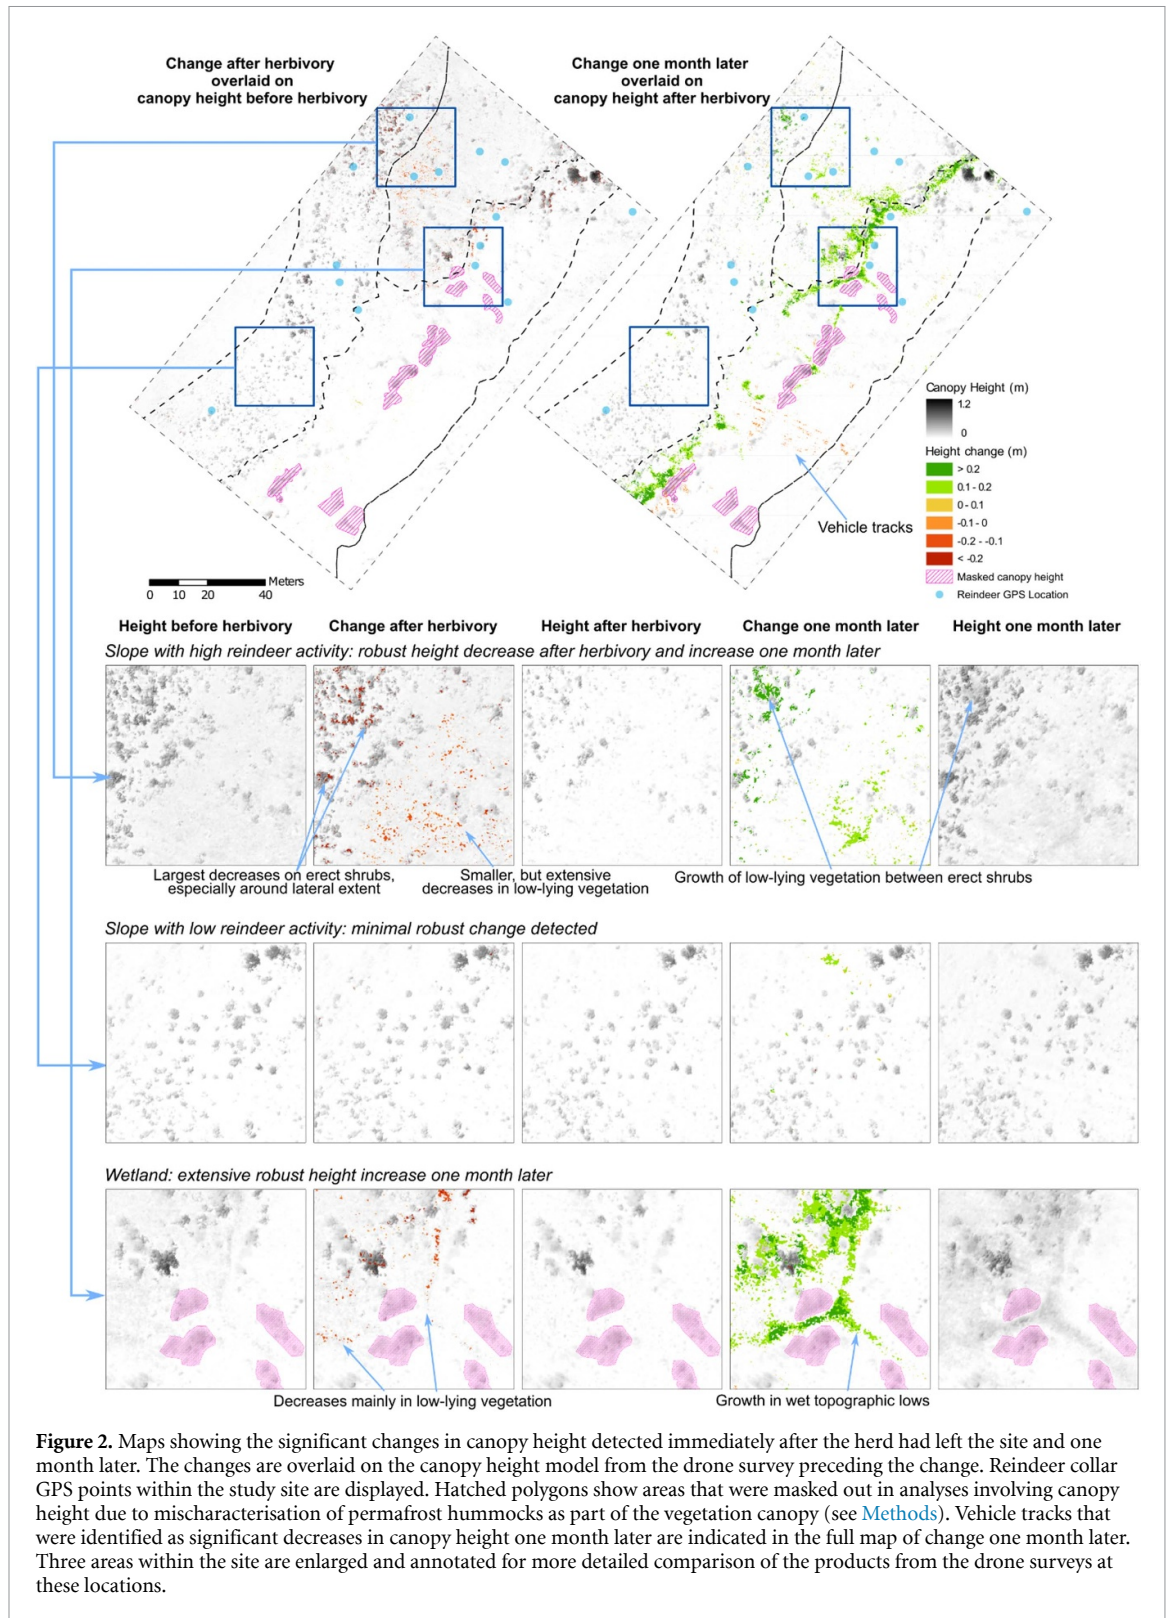 Change after herbivory
overlaid on
canopy height before herbivory
Change one month later
overlaid on
canopy height after herbivory
Canopy Height (m)
1.2
0
Height change (m)
> 0.2
0.1 - 0.2
0 - 0.1
-0.1 - 0
-0.2 - -0.1
< -0.2
Masked canopy height
Reindeer GPS Location
Vehicle tracks
Meters
0 10 20 40
Height before herbivory
Change after herbivory
Height after herbivory
Change one month later
Height one month later
Slope with high reindeer activity: robust height decrease after herbivory and increase one month later
Largest decreases on erect shrubs,
especially around lateral extent
Smaller, but extensive
decreases in low-lying vegetation
Growth of low-lying vegetation between erect shrubs
Slope with low reindeer activity: minimal robust change detected
Wetland: extensive robust height increase one month later
Decreases mainly in low-lying vegetation
Growth in wet topographic lows
Figure 2. Maps showing the significant changes in canopy height detected immediately after the herd had left the site and one
month later. The changes are overlaid on the canopy height model from the drone survey preceding the change. Reindeer collar
GPS points within the study site are displayed. Hatched polygons show areas that were masked out in analyses involving canopy
height due to mischaracterisation of permafrost hummocks as part of the vegetation canopy (see Methods). Vehicle tracks that
were identified as significant decreases in canopy height one month later are indicated in the full map of change one month later.
Three areas within the site are enlarged and annotated for more detailed comparison of the products from the drone surveys at
these locations.